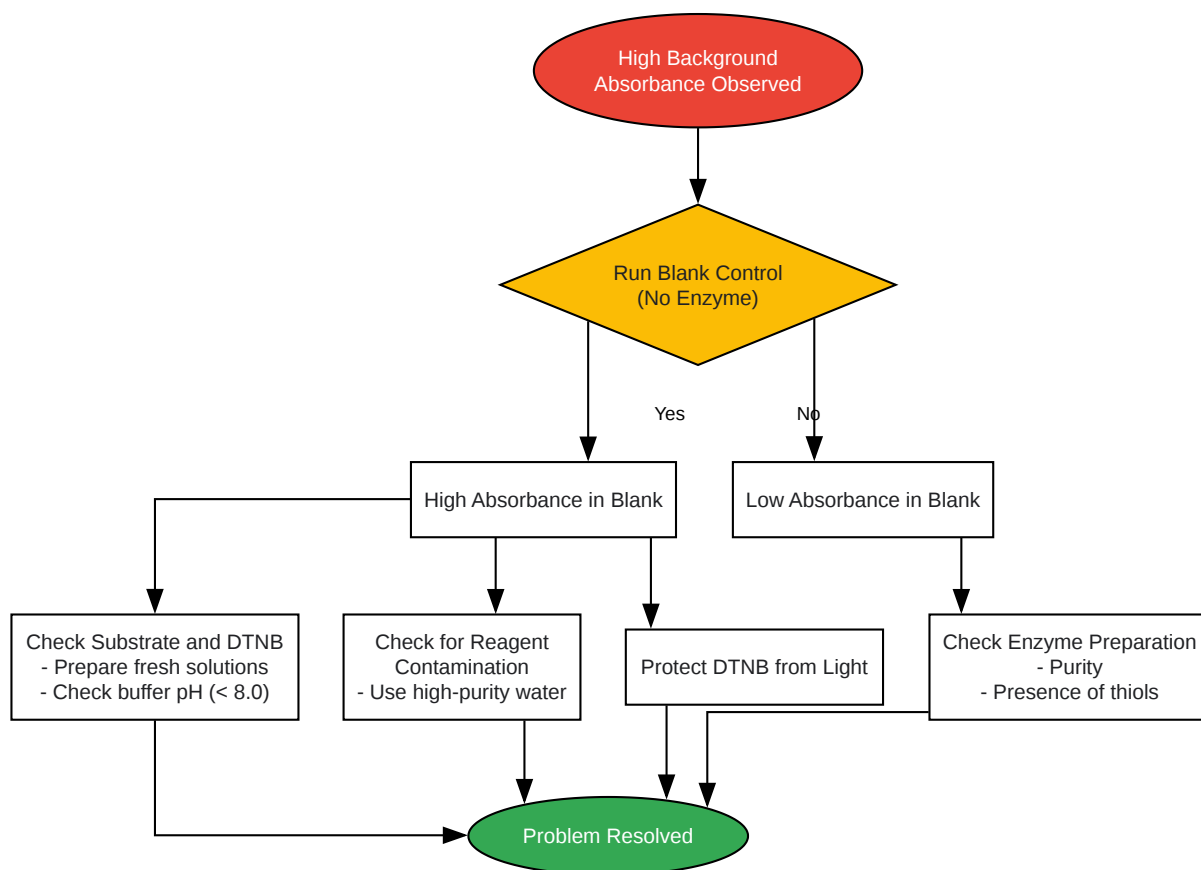 High Background
Absorbance Observed
Run Blank Control
(No Enzyme)
Yes
No
High Absorbance in Blank
Low Absorbance in Blank
Check Substrate and DTNB
- Prepare fresh solutions
- Check buffer pH (< 8.0)
Check for Reagent
Contamination
- Use high-purity water
Protect DTNB from Light
Check Enzyme Preparation
- Purity
- Presence of thiols
Problem Resolved